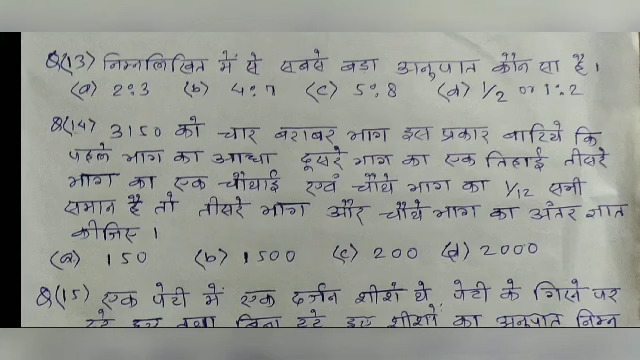 Q(13) निम्नलिखित में से सबसे बड़ा अनुपात कौन सा है।
(a) 2:3 (b) 4:7 (c) 5:8 (d) 1/2 or 1:2
Q(14) 3150 को चार बराबर भाग इस प्रकार बाटिये कि
पहले भाग का आधा दूसरे भाग का एक तिहाई तीसरे
भाग का एक चौथाई एवं चौथे भाग का 1/12 सभी
समान है तो तीसरे भाग और चौथे भाग का अंतर ज्ञात
कीजिए।
(a) 150 (b) 1500 (c) 200 (d) 2000
Q(15) एक पेटी में एक दर्जन शीशे थे, पेटी के गिरने पर
टूटे हुए तथा बिना टूटे हुए शीशों का अनुपात निम्न